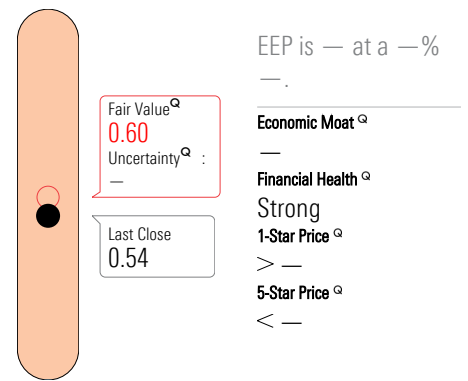 EEP is — at a —%
—.
Fair Value Q
0.60
Uncertainty Q :
—
Last Close
0.54
Economic Moat Q
—
Financial Health Q
Strong
1-Star Price Q
> —
5-Star Price Q
< —